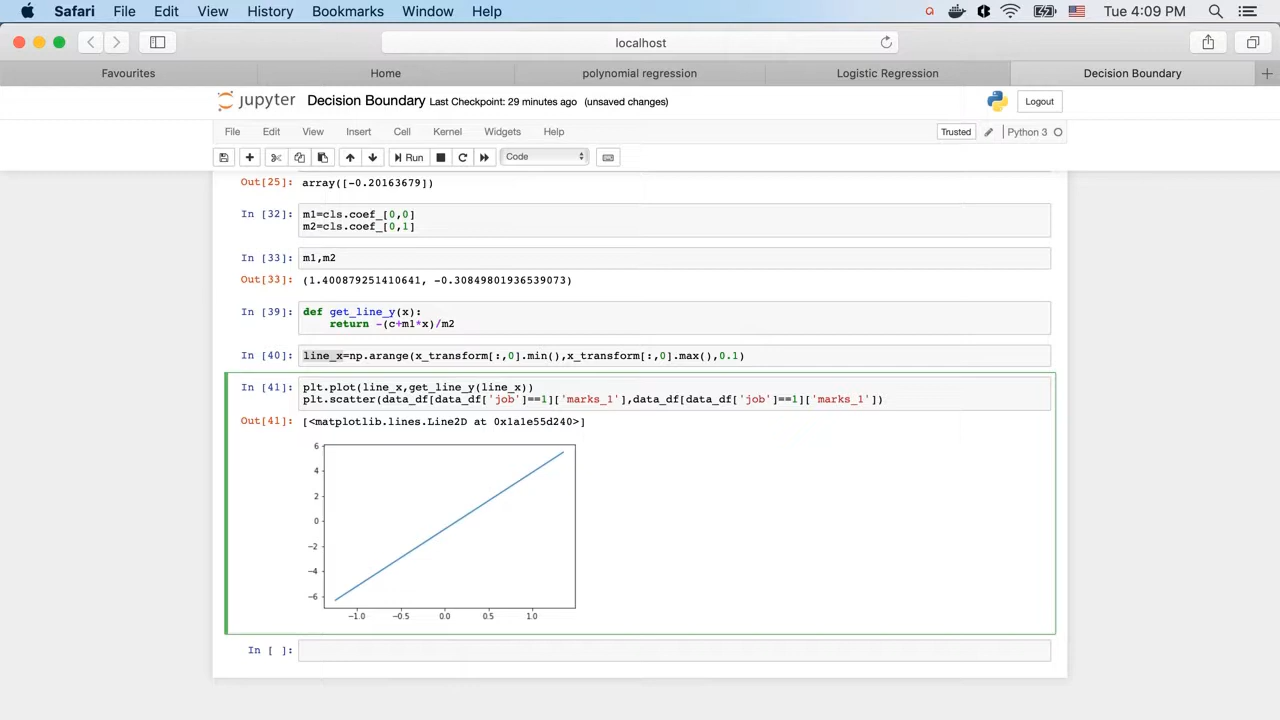 Safari File Edit View History Bookmarks Window Help Tue 4:09 PM
localhost
Favourites Home polynomial regression Logistic Regression Decision Boundary
jupyter Decision Boundary Last Checkpoint: 29 minutes ago (unsaved changes) Logout
File Edit View Insert Cell Kernel Widgets Help Trusted Python 3
Run Code
Out[25]: array([-0.20163679])
In [32]: m1=cls.coef_[0,0]
m2=cls.coef_[0,1]
In [33]: m1,m2
Out[33]: (1.400879251410641, -0.30849801936539073)
In [39]: def get_line_y(x):
return -(c+m1*x)/m2
In [40]: line_x=np.arange(x_transform[:,0].min(),x_transform[:,0].max(),0.1)
In [41]: plt.plot(line_x,get_line_y(line_x))
plt.scatter(data_df[data_df['job']==1]['marks_1'],data_df[data_df['job']==1]['marks_1'])
Out[41]: [<matplotlib.lines.Line2D at 0x1a1e55d240>]
6
4
2
0
−2
−4
−6
−1.0 −0.5 0.0 0.5 1.0
In [ ]: